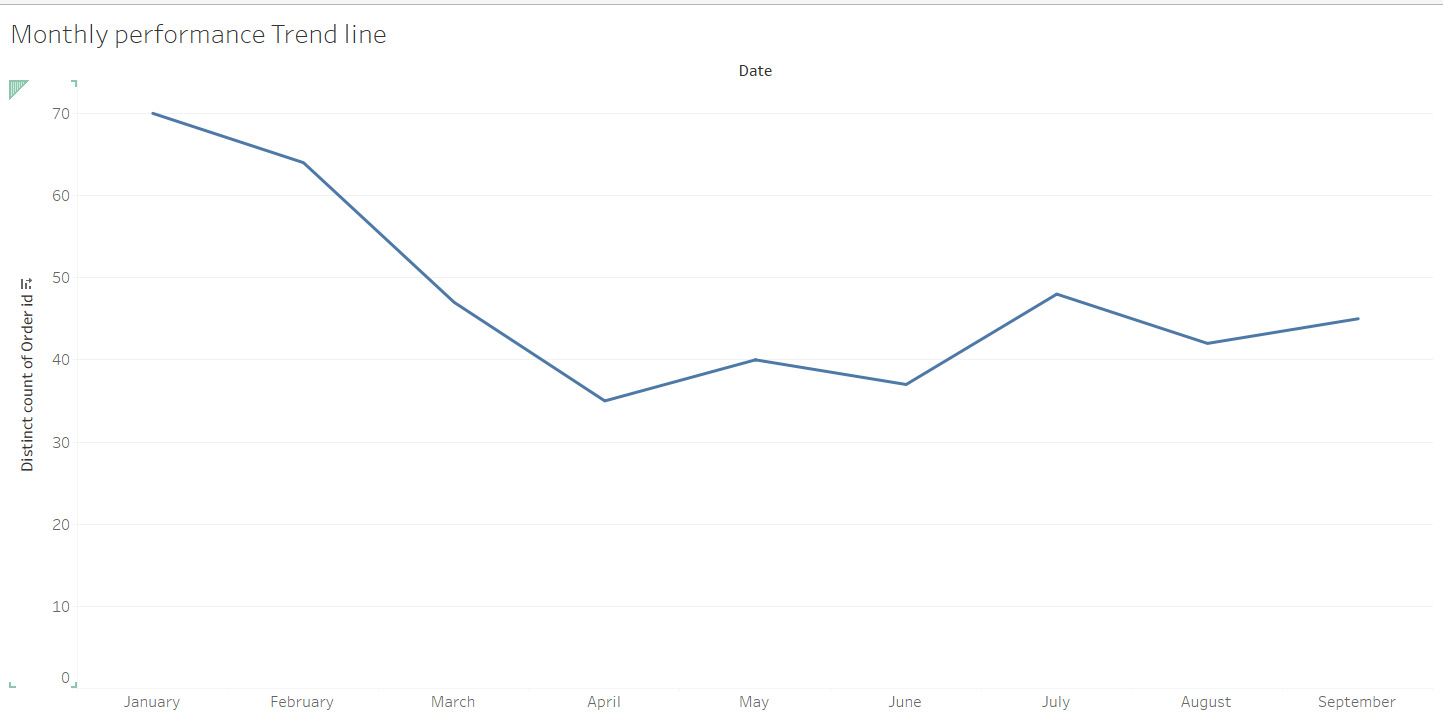 Monthly performance Trend line
Date
Distinct count of Order id
70
60
50
40
30
20
10
0
January February March April May June July August September